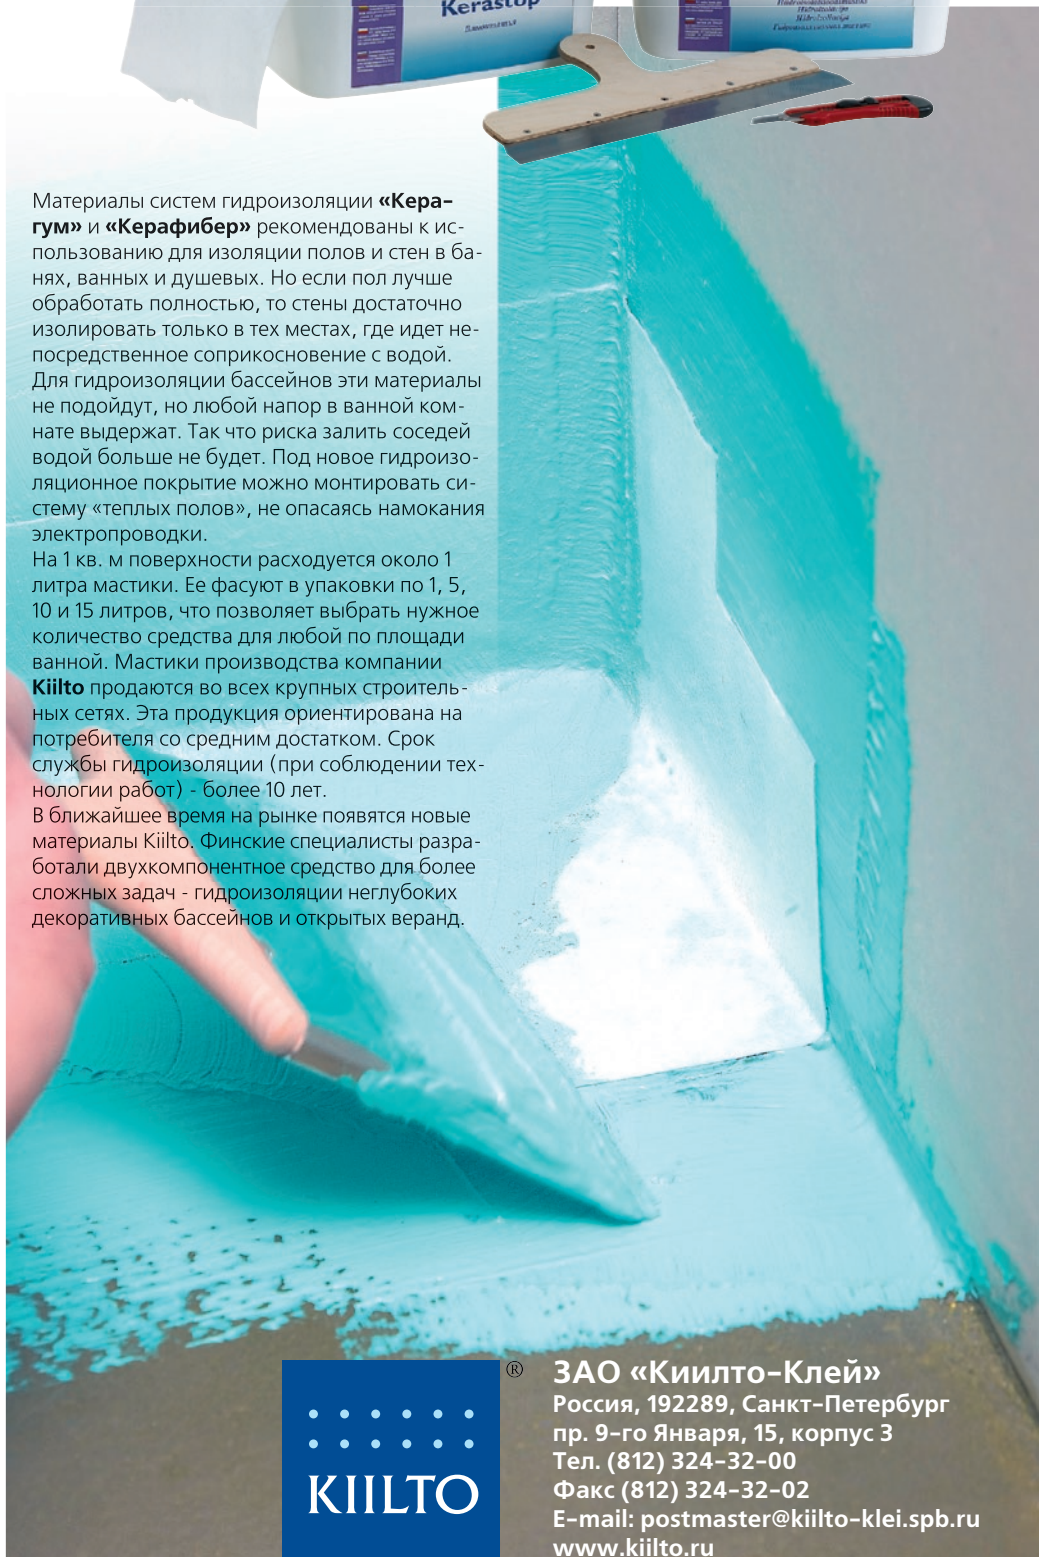 Kerastop
Материалы систем гидроизоляции «Кера-
гум» и «Керафибер» рекомендованы к ис-
пользованию для изоляции полов и стен в ба-
нях, ванных и душевых. Но если пол лучше
обработать полностью, то стены достаточно
изолировать только в тех местах, где идет не-
посредственное соприкосновение с водой.
Для гидроизоляции бассейнов эти материалы
не подойдут, но любой напор в ванной ком-
нате выдержат. Так что риска залить соседей
водой больше не будет. Под новое гидроизо-
ляционное покрытие можно монтировать си-
стему «теплых полов», не опасаясь намокания
электропроводки.
На 1 кв. м поверхности расходуется около 1
литра мастики. Ее фасуют в упаковки по 1, 5,
10 и 15 литров, что позволяет выбрать нужное
количество средства для любой по площади
ванной. Мастики производства компании
Kiilto продаются во всех крупных строитель-
ных сетях. Эта продукция ориентирована на
потребителя со средним достатком. Срок
службы гидроизоляции (при соблюдении тех-
нологии работ) - более 10 лет.
В ближайшее время на рынке появятся новые
материалы Kiilto. Финские специалисты разра-
ботали двухкомпонентное средство для более
сложных задач - гидроизоляции неглубоких
декоративных бассейнов и открытых веранд.
®
KIILTO
ЗАО «Киилто-Клей»
Россия, 192289, Санкт-Петербург
пр. 9-го Января, 15, корпус 3
Тел. (812) 324-32-00
Факс (812) 324-32-02
E-mail: postmaster@kiilto-klei.spb.ru
www.kiilto.ru